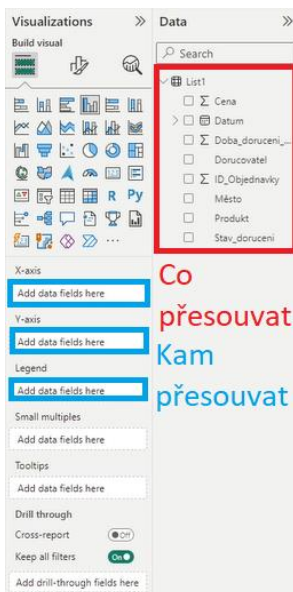 Visualizations
Build visual
R Py
X-axis
Add data fields here
Y-axis
Add data fields here
Legend
Add data fields here
Small multiples
Add data fields here
Tooltips
Add data fields here
Drill through
Cross-report
Off
Keep all filters
On
Add drill-through fields here
Data
Search
List1
Cena
Datum
Doba_doruceni_...
Dorucovatel
ID_Objednavky
Město
Produkt
Stav_doruceni
Co
přesouvat
Kam
přesouvat